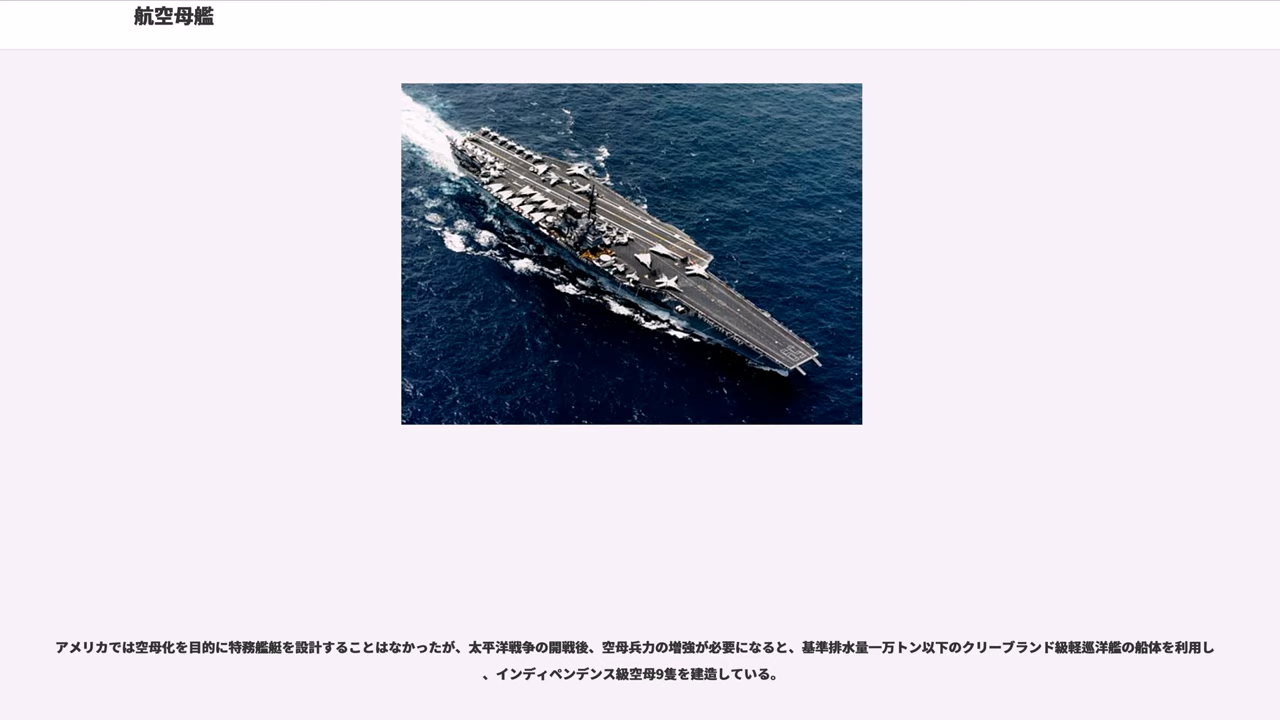 航空母艦
アメリカでは空母化を目的に特務艦艇を設計することはなかったが、太平洋戦争の開戦後、空母兵力の増強が必要になると、基準排水量一万トン以下のクリーブランド級軽巡洋艦の船体を利用し
、インディペンデンス級空母9隻を建造している。